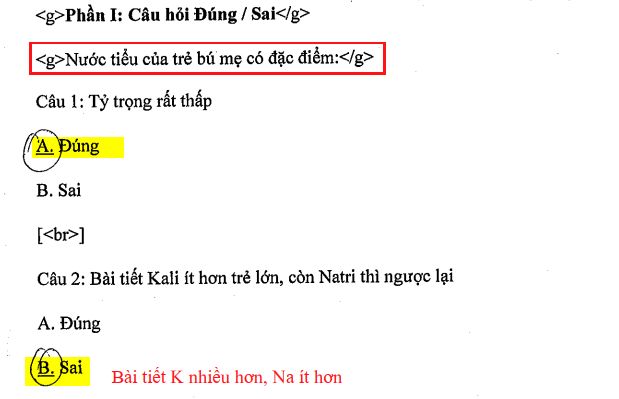 <g>Phần I: Câu hỏi Đúng / Sai</g>
<g>Nước tiểu của trẻ bú mẹ có đặc điểm:</g>
Câu 1: Tỷ trọng rất thấp
A. Đúng
B. Sai
[<br>]
Câu 2: Bài tiết Kali ít hơn trẻ lớn, còn Natri thì ngược lại
A. Đúng
B. Sai
Bài tiết K nhiều hơn, Na ít hơn